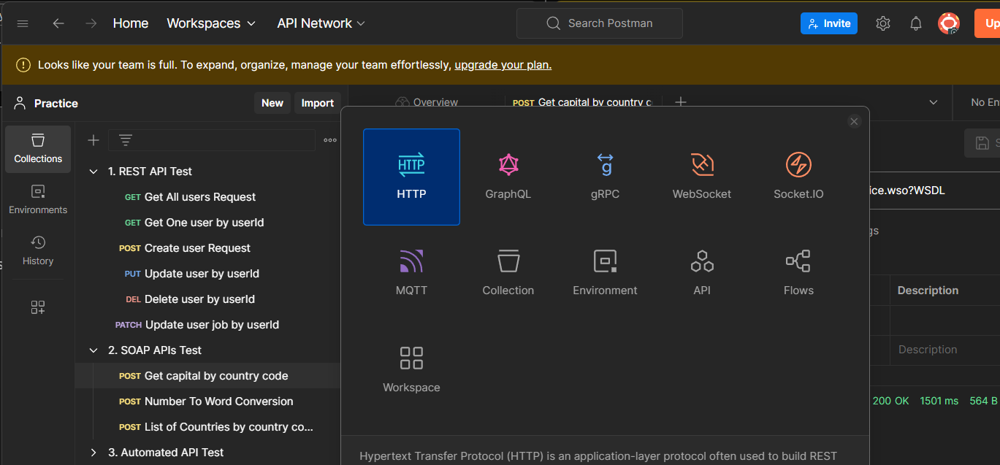 Home Workspaces API Network Search Postman Invite Up
Looks like your team is full. To expand, organize, manage your team effortlessly, upgrade your plan.
Practice New Import Overview POST Get capital by country c No En
Collections
Environments
History
1. REST API Test
GET Get All users Request
GET Get One user by userId
POST Create user Request
PUT Update user by userId
DEL Delete user by userId
PATCH Update user job by userId
2. SOAP APIs Test
POST Get capital by country code
POST Number To Word Conversion
POST List of Countries by country co...
3. Automated API Test
HTTP
HTTP GraphQL gRPC WebSocket Socket.IO
MQTT Collection Environment API Flows
Workspace
Hypertext Transfer Protocol (HTTP) is an application-layer protocol often used to build REST
ice.wso?WSDL
gs
Description
Description
200 OK 1501 ms 564 B